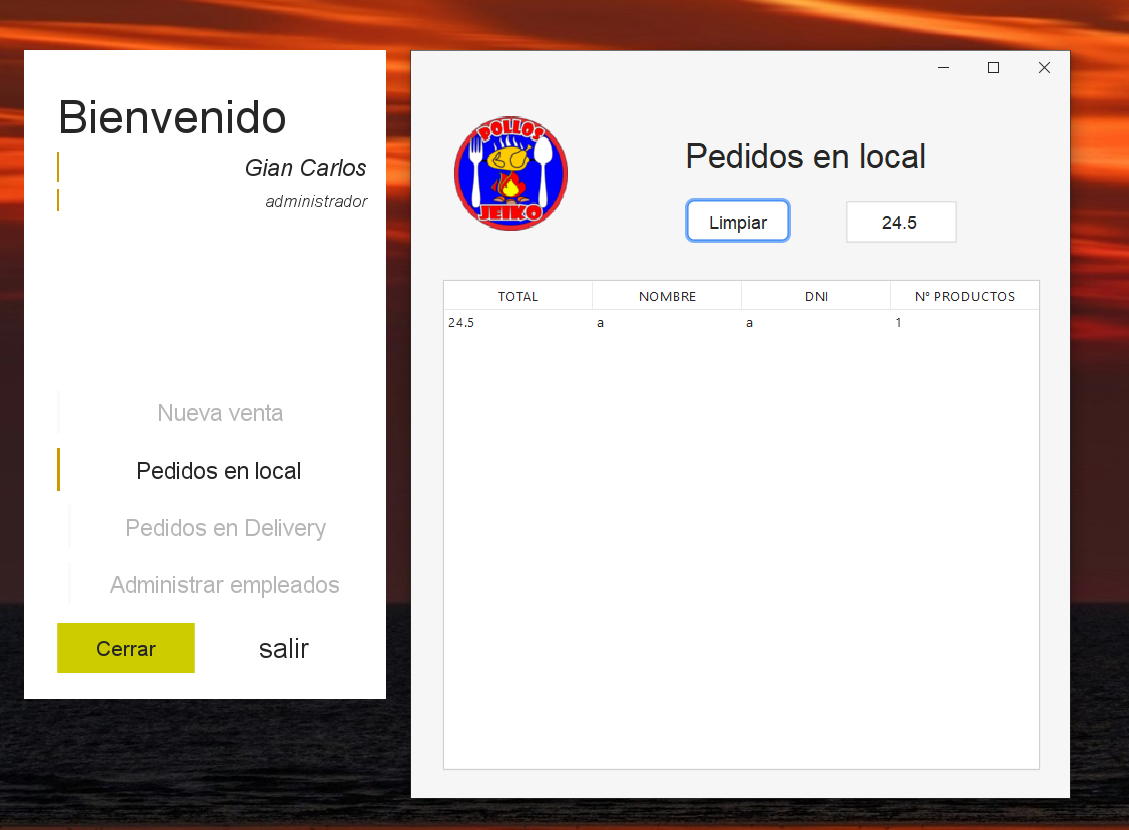 Bienvenido
Gian Carlos
administrador
Nueva venta
Pedidos en local
Pedidos en Delivery
Administrar empleados
Cerrar
salir
POLLOS
JEIKO
Pedidos en local
Limpiar
24.5
TOTAL NOMBRE DNI Nº PRODUCTOS
24.5 a a 1